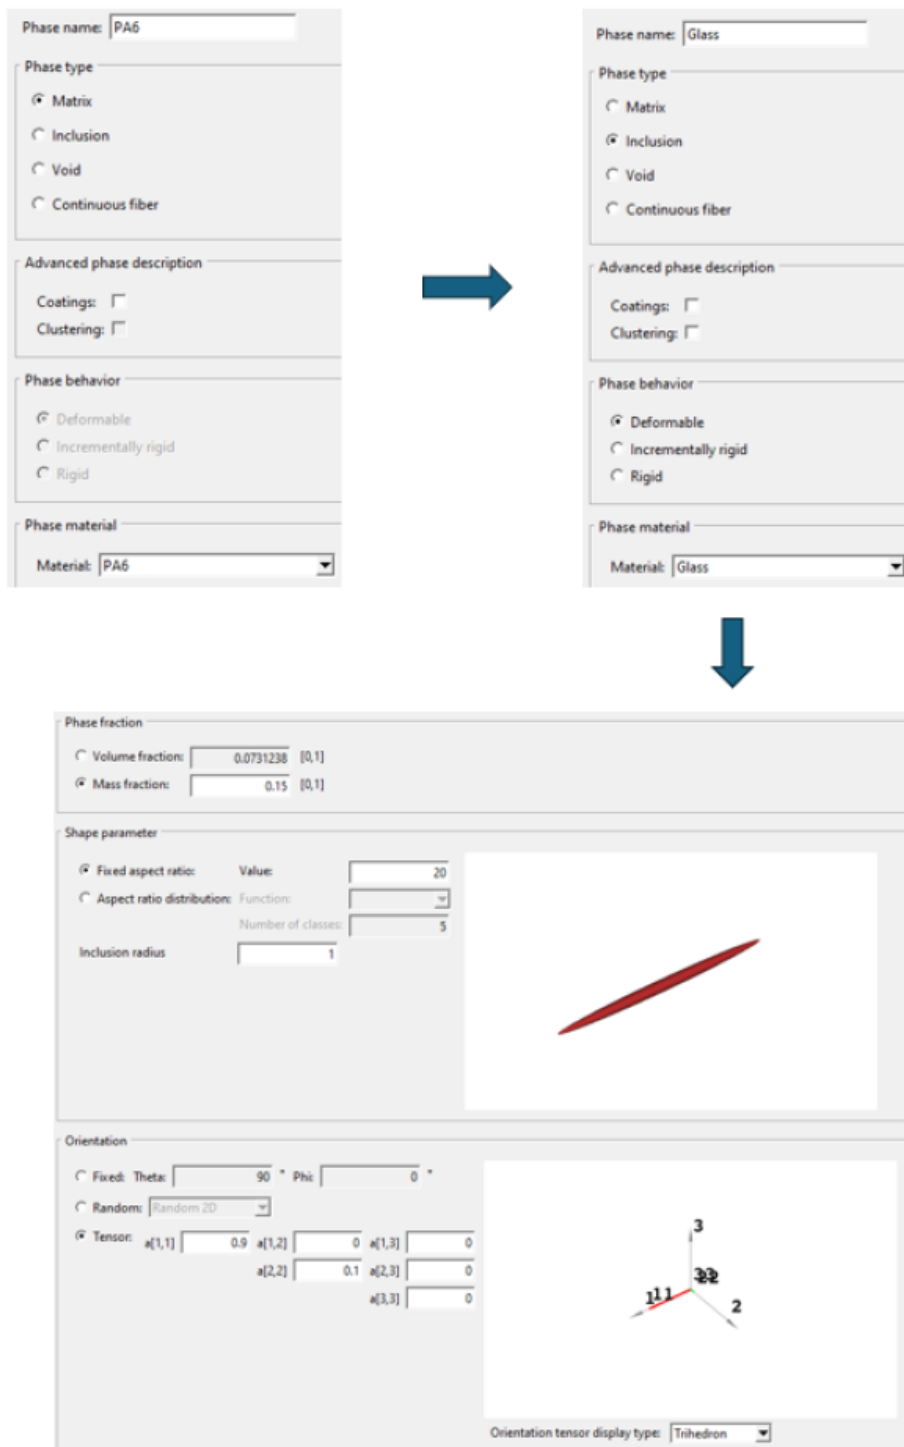 Phase name: PA6
Phase type
Matrix
Inclusion
Void
Continuous fiber
Advanced phase description
Coatings:
Clustering:
Phase behavior
Deformable
Incrementally rigid
Rigid
Phase material
Material: PA6
Phase name: Glass
Phase type
Matrix
Inclusion
Void
Continuous fiber
Advanced phase description
Coatings:
Clustering:
Phase behavior
Deformable
Incrementally rigid
Rigid
Phase material
Material: Glass
Phase fraction
Volume fraction: 0.0731238 [0,1]
Mass fraction: 0.15 [0,1]
Shape parameter
Fixed aspect ratio: Value: 20
Aspect ratio distribution: Function:
Number of classes: 5
Inclusion radius 1
Orientation
Fixed: Theta: 90 ° Phi: 0 °
Random: Random 2D
Tensor: a[1,1] 0.9 a[1,2] 0 a[1,3] 0
a[2,2] 0.1 a[2,3] 0
a[3,3] 0
3
1 11
2
Orientation tensor display type: Trihedron